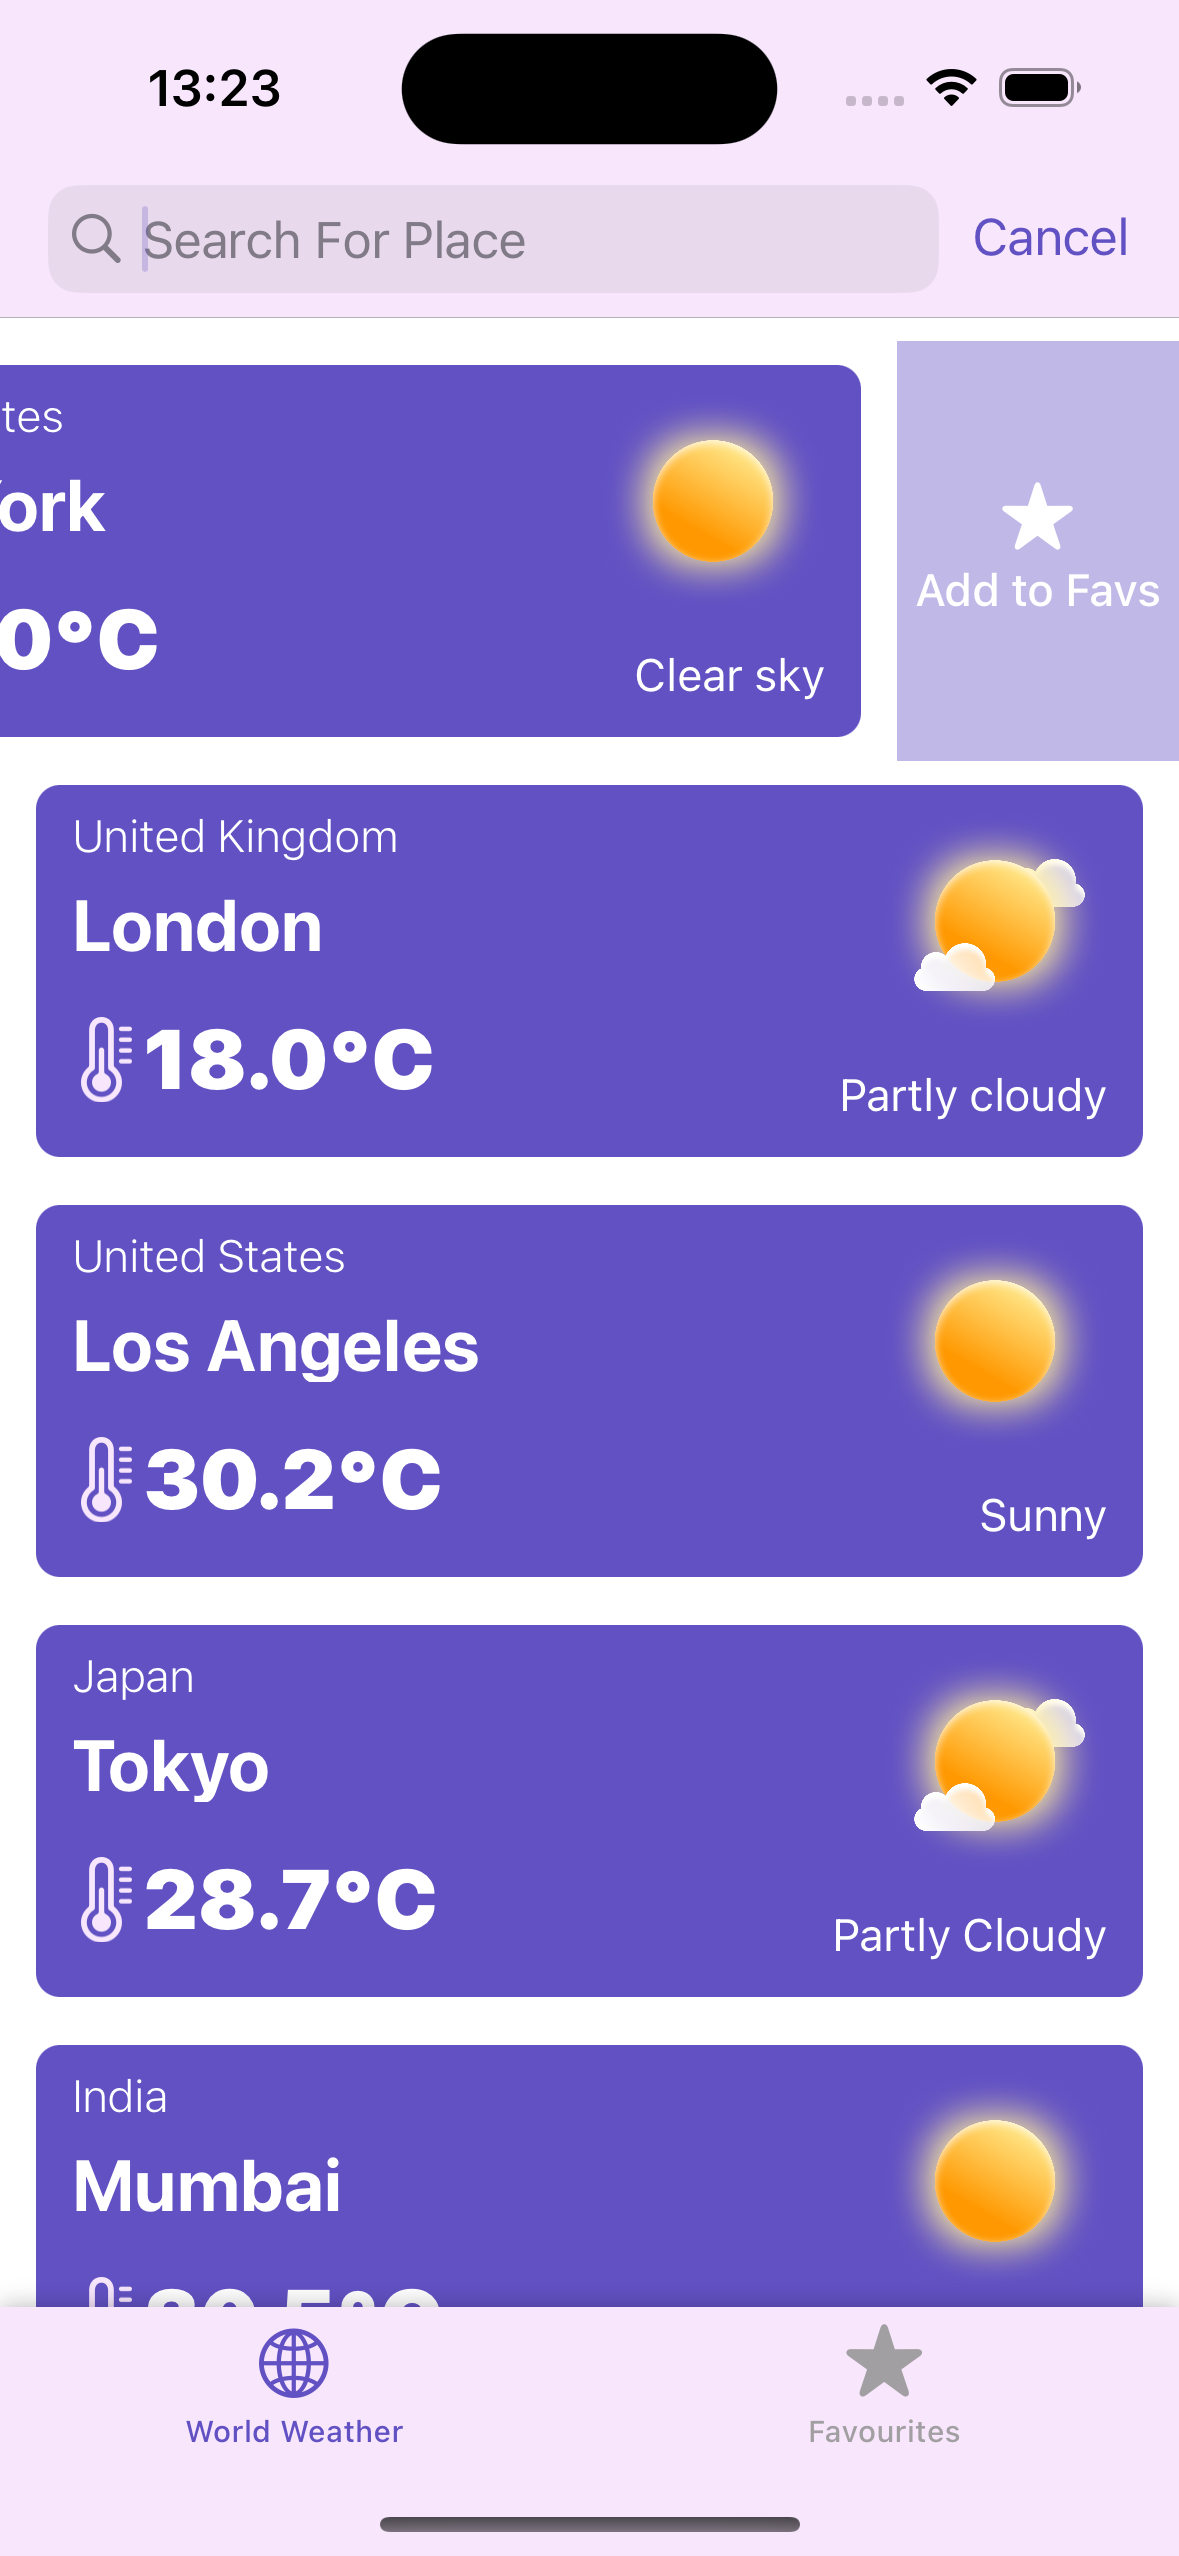 13:23
Search For Place
Cancel
tes
ork
0°C
Clear sky
Add to Favs
United Kingdom
London
18.0°C
Partly cloudy
United States
Los Angeles
30.2°C
Sunny
Japan
Tokyo
28.7°C
Partly Cloudy
India
Mumbai
World Weather
Favourites